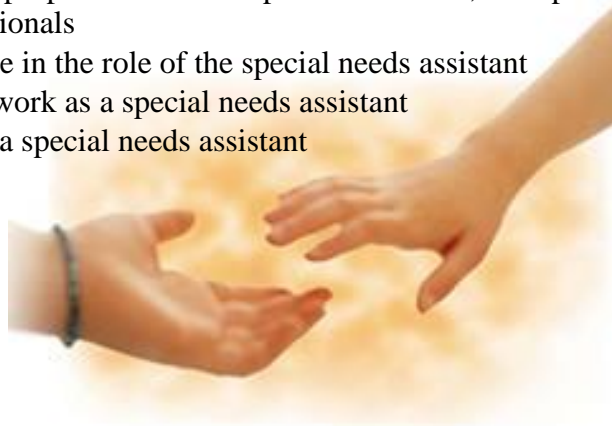 ionals
e in the role of the special needs assistant
work as a special needs assistant
a special needs assistant